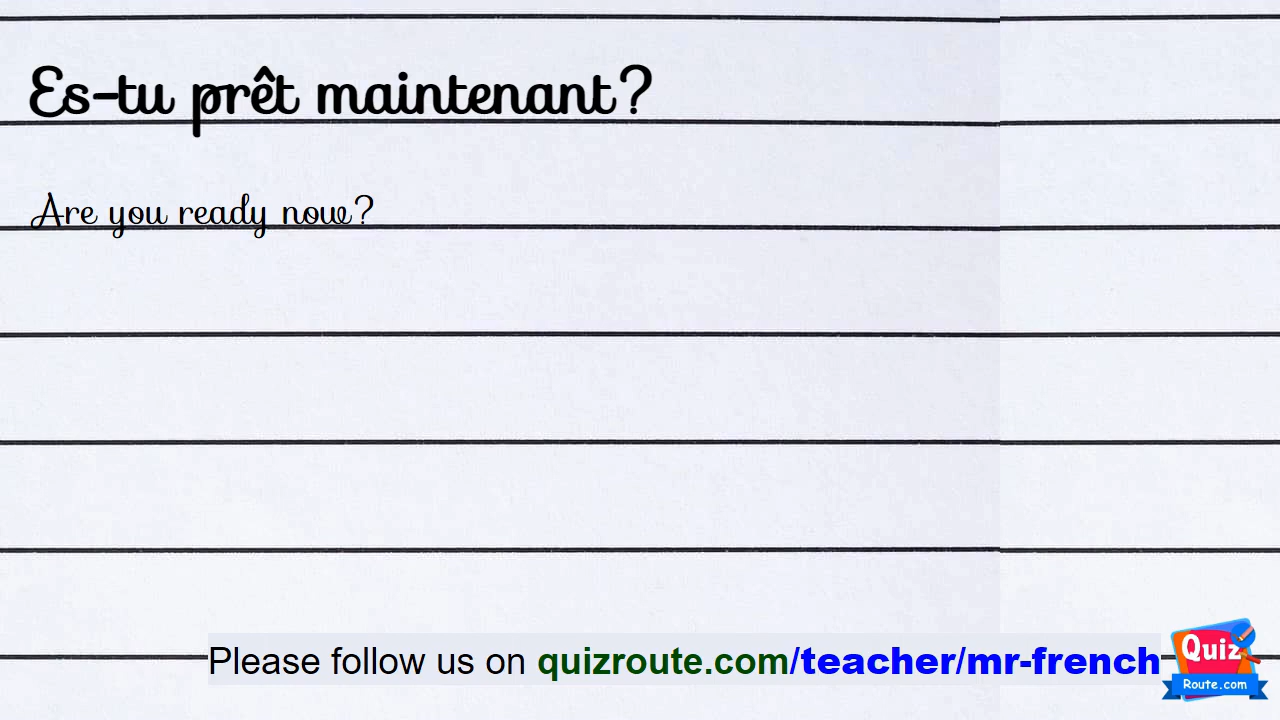 Es-tu prêt maintenant?
Are you ready now?
Please follow us on quizroute.com/teacher/mr-french
Quiz
Route.com